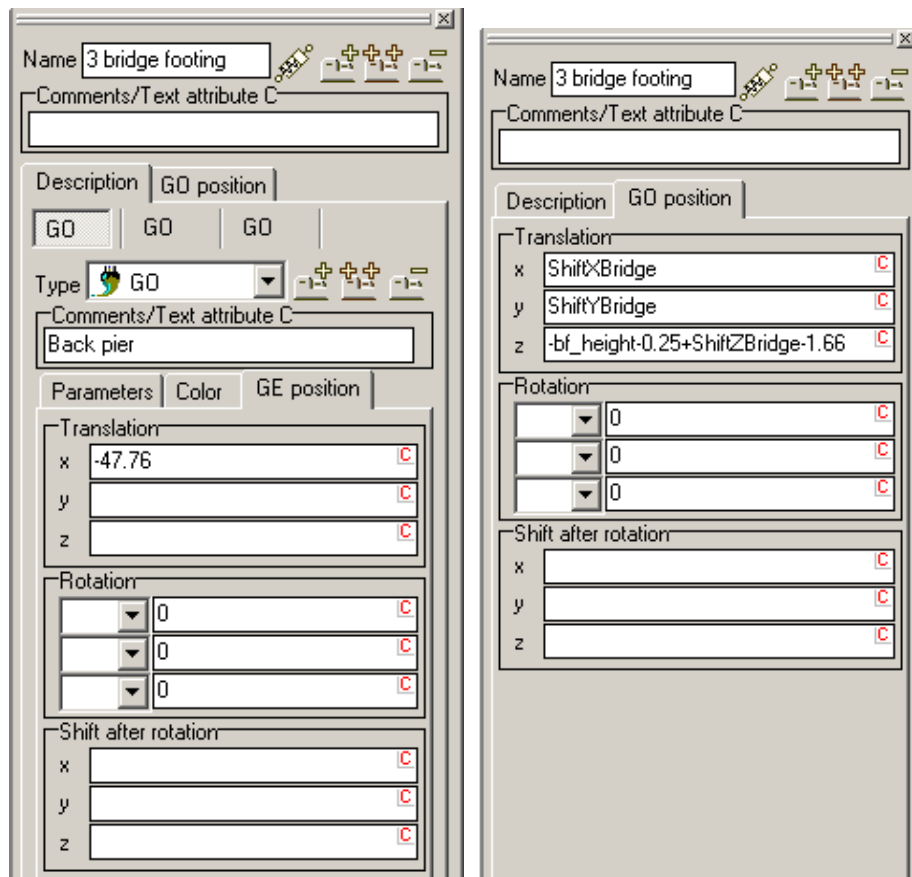 Name 3 bridge footing
Comments/Text attribute C
Description GO position
GO GO GO
Type GO
Comments/Text attribute C
Back pier
Parameters Color GE position
Translation
x -47.76 C
y C
z C
Rotation
0 C
0 C
0 C
Shift after rotation
x C
y C
z C
Name 3 bridge footing
Comments/Text attribute C
Description GO position
Translation
x ShiftXBridge C
y ShiftYBridge C
z -bf_height-0.25+ShiftZBridge-1.66 C
Rotation
0 C
0 C
0 C
Shift after rotation
x C
y C
z C